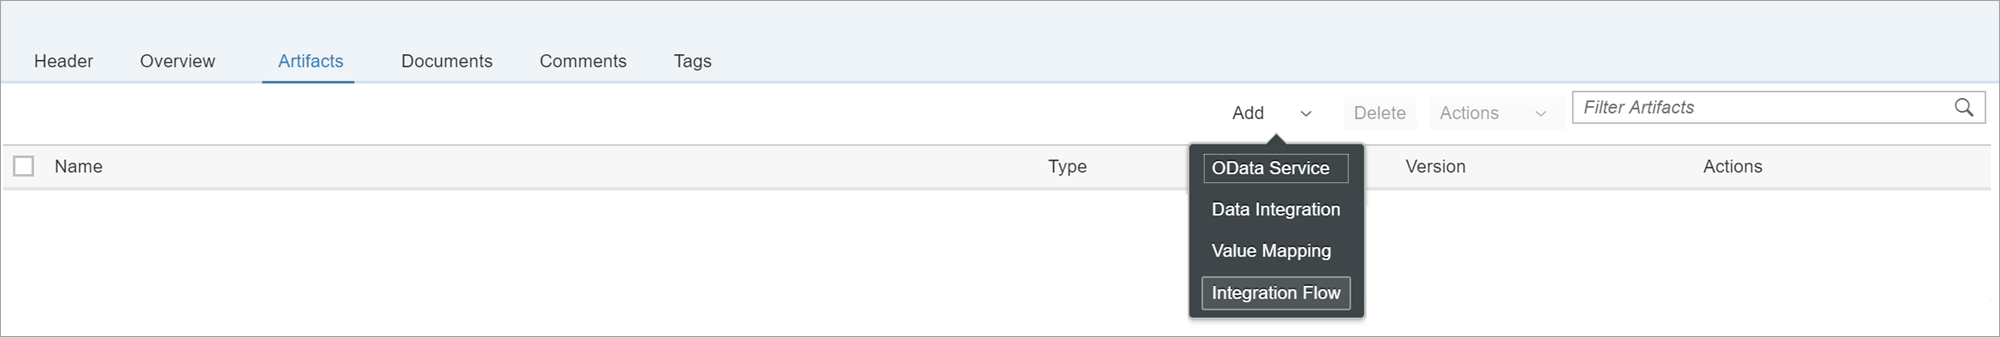 Header Overview Artifacts Documents Comments Tags
Add Delete Actions Filter Artifacts
Name Type Version Actions
OData Service
Data Integration
Value Mapping
Integration Flow